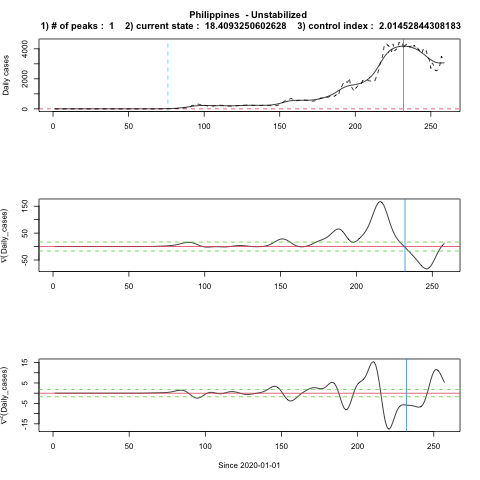 Philippines - Unstabilized
1) # of peaks : 1 2) current state : 18.4093250602628 3) control index : 2.01452844308183
Daily cases
0 2000 4000
0 50 100 150 200 250
∇(Daily_cases)
-50 50 150
0 50 100 150 200 250
∇²(Daily_cases)
-15 -5 5 15
0 50 100 150 200 250
Since 2020-01-01